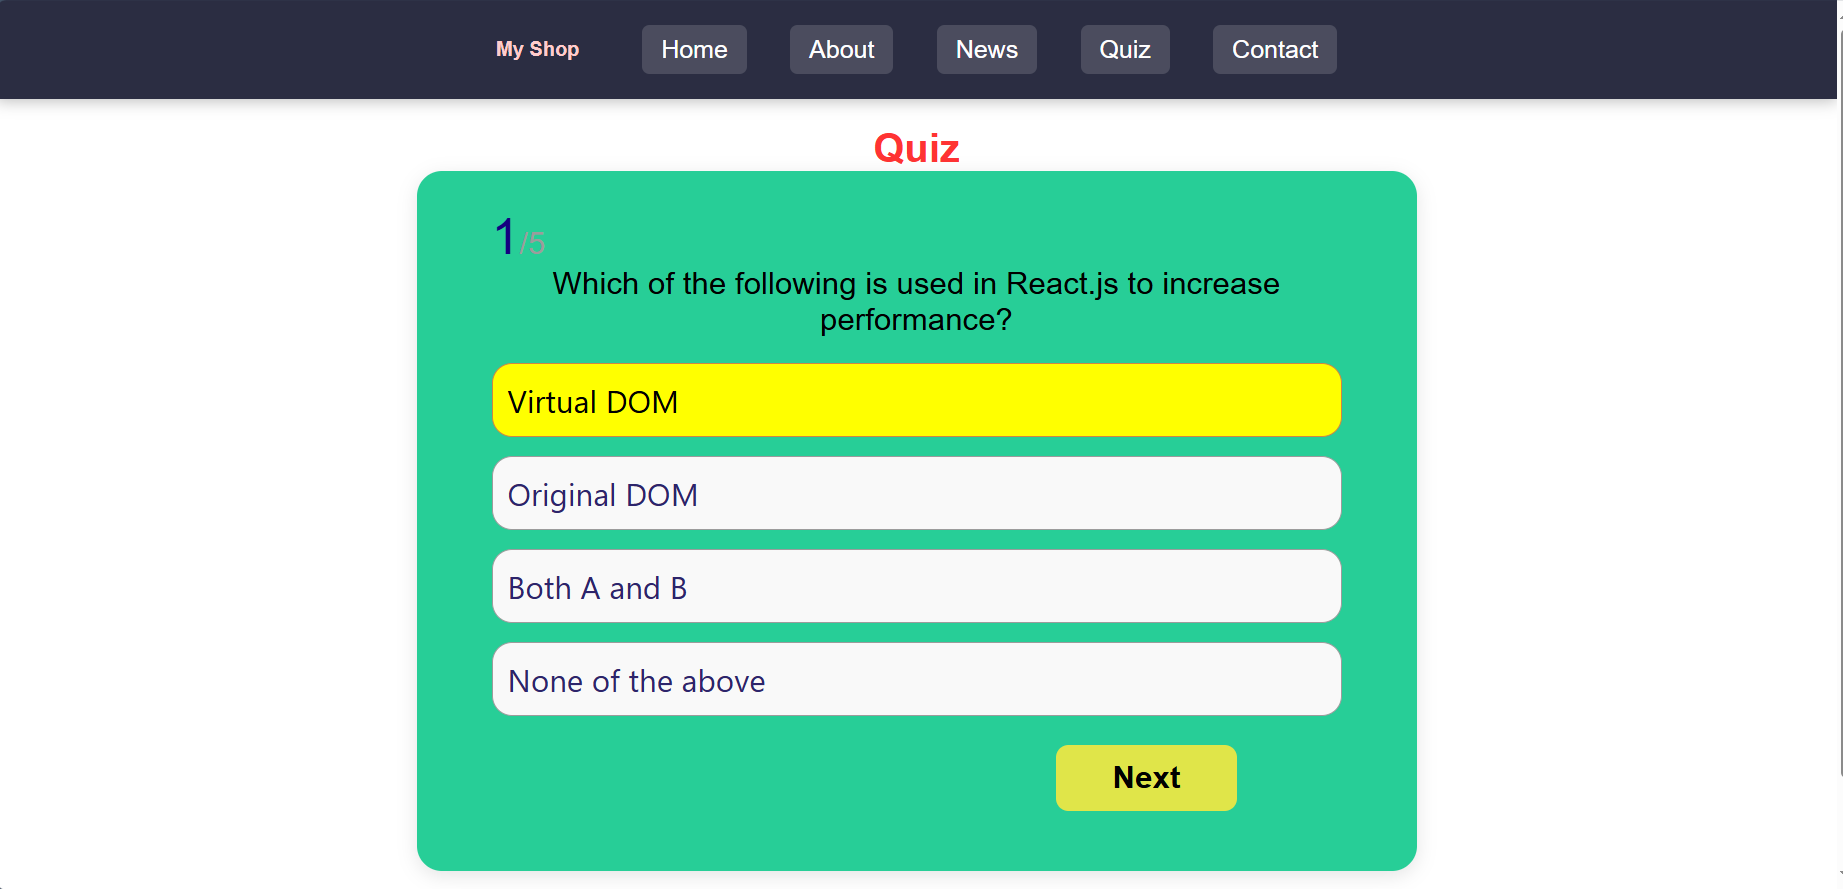 My Shop Home About News Quiz Contact
Quiz
1/5
Which of the following is used in React.js to increase
performance?
Virtual DOM
Original DOM
Both A and B
None of the above
Next